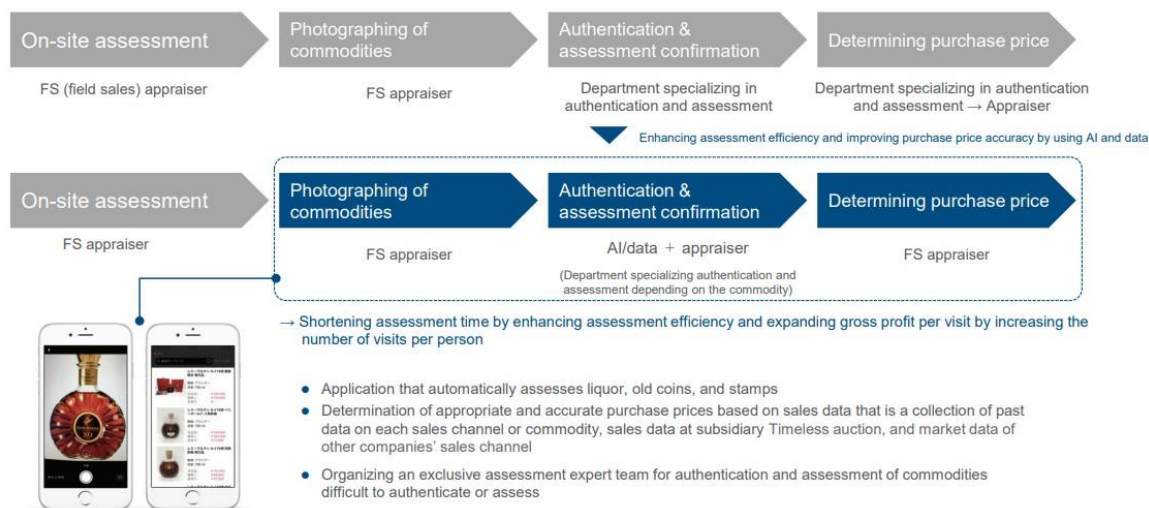 On-site assessment
Photographing of
commodities
Authentication &
assessment confirmation
Determining purchase price
FS (field sales) appraiser
FS appraiser
Department specializing in
authentication and assessment
Department specializing in authentication
and assessment → Appraiser
Enhancing assessment efficiency and improving purchase price accuracy by using AI and data
On-site assessment
Photographing of
commodities
Authentication &
assessment confirmation
Determining purchase price
FS appraiser
FS appraiser
AI/data + appraiser
(Department specializing authentication and
assessment depending on the commodity)
FS appraiser
→ Shortening assessment time by enhancing assessment efficiency and expanding gross profit per visit by increasing the
number of visits per person
• Application that automatically assesses liquor, old coins, and stamps
• Determination of appropriate and accurate purchase prices based on sales data that is a collection of past
data on each sales channel or commodity, sales data at subsidiary Timeless auction, and market data of
other companies' sales channel
• Organizing an exclusive assessment expert team for authentication and assessment of commodities
difficult to authenticate or assess
XO
キャンセル